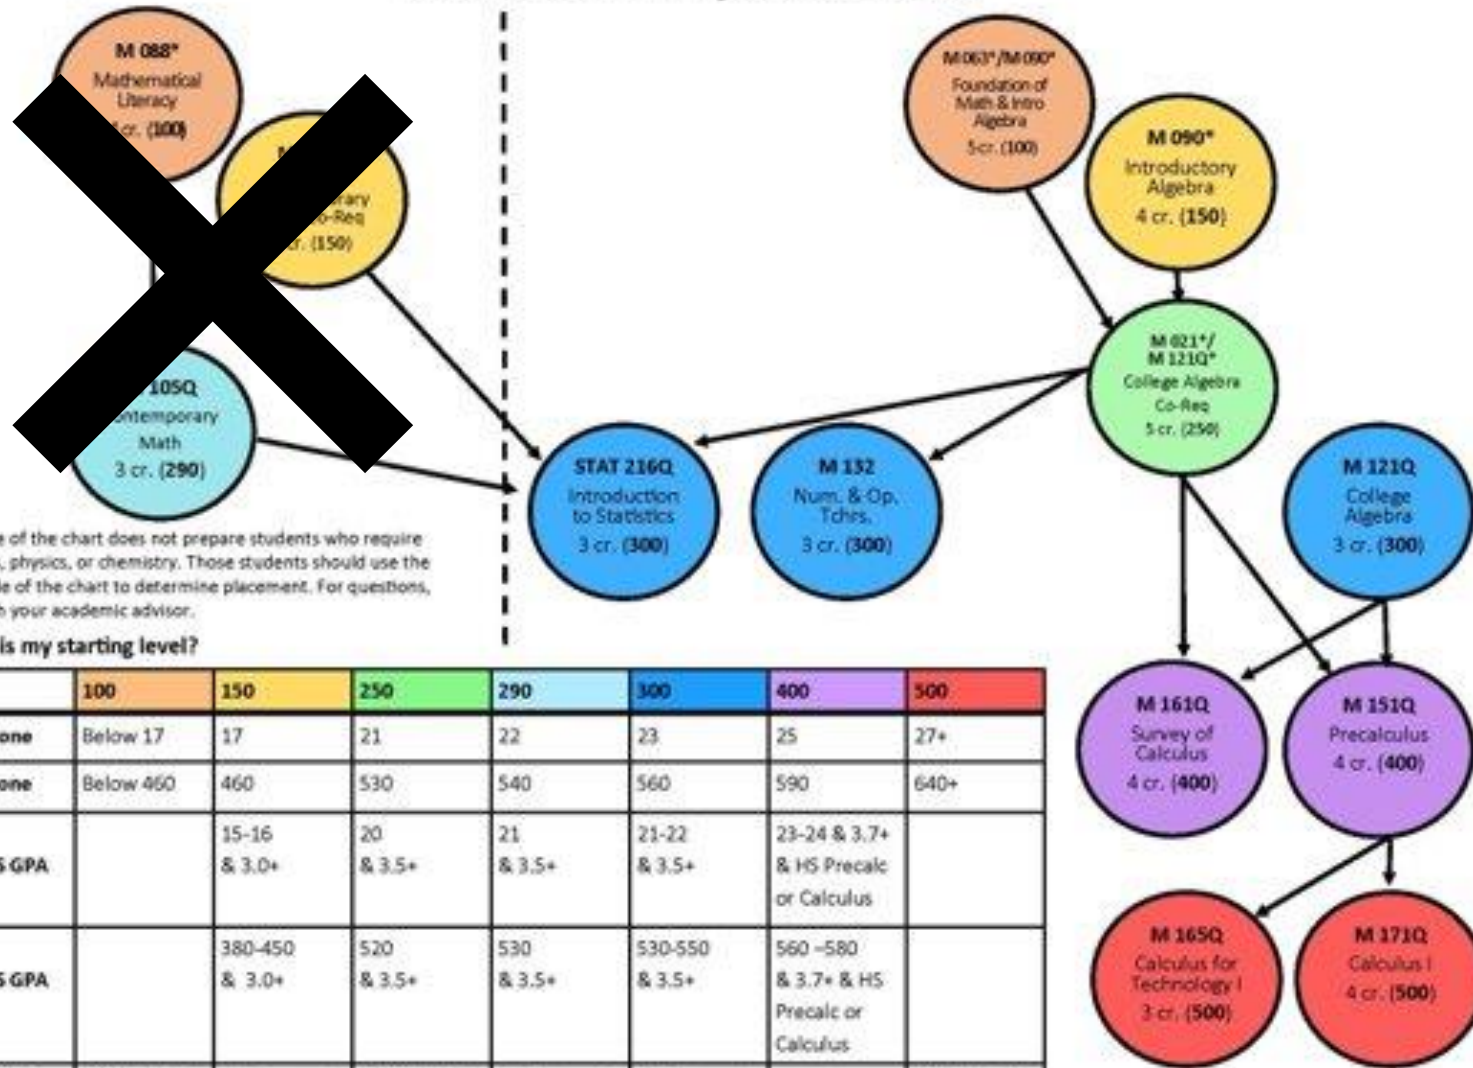 M 088*
Mathematical
Literacy
cr. (100)
M
rary
o-Req
cr. (150)
105Q
ontemporary
Math
3 cr. (290)
M 063*/M 090*
Foundation of
Math & Intro
Algebra
5 cr. (100)
M 090*
Introductory
Algebra
4 cr. (150)
M 021*/
M 121Q*
College Algebra
Co-Req
5 cr. (250)
STAT 216Q
Introduction
to Statistics
3 cr. (300)
M 132
Num. & Op.
Tchrs.
3 cr. (300)
M 121Q
College
Algebra
3 cr. (300)
e of the chart does not prepare students who require
, physics, or chemistry. Those students should use the
le of the chart to determine placement. For questions,
h your academic advisor.
is my starting level?
100 150 250 290 300 400 500
one Below 17 17 21 22 23 25 27+
one Below 460 460 530 540 560 590 640+
15-16 20 21 21-22 23-24 & 3.7+
S GPA & 3.0+ & 3.5+ & 3.5+ & 3.5+ & HS Precalc
or Calculus
380-450 520 530 530-550 560 –580
S GPA & 3.0+ & 3.5+ & 3.5+ & 3.5+ & 3.7+ & HS
Precalc or
Calculus
M 161Q
Survey of
Calculus
4 cr. (400)
M 151Q
Precalculus
4 cr. (400)
M 165Q
Calculus for
Technology I
3 cr. (500)
M 171Q
Calculus I
4 cr. (500)